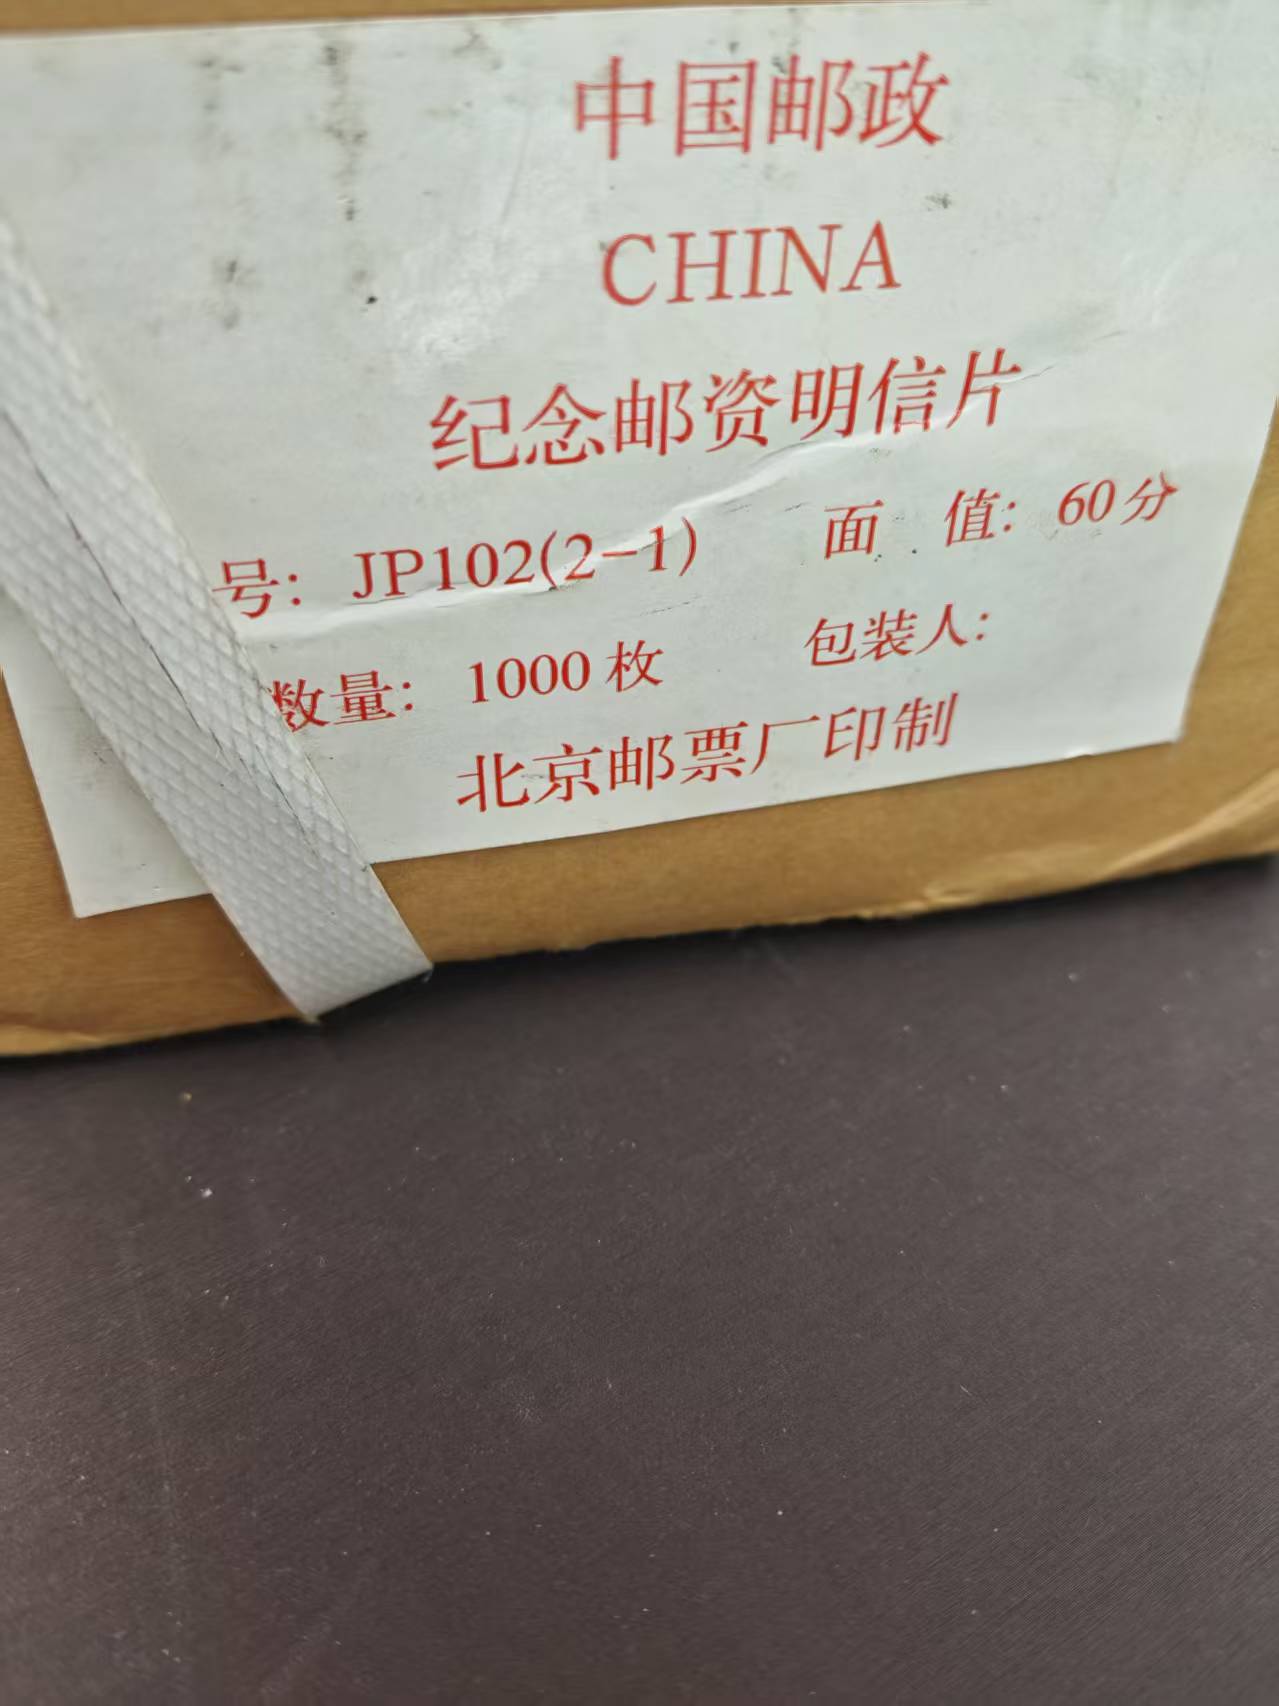 中国邮政
CHINA
纪念邮资明信片
号: JP102(2-1) 面 值: 60分
数量: 1000枚 包装人:
北京邮票厂印制